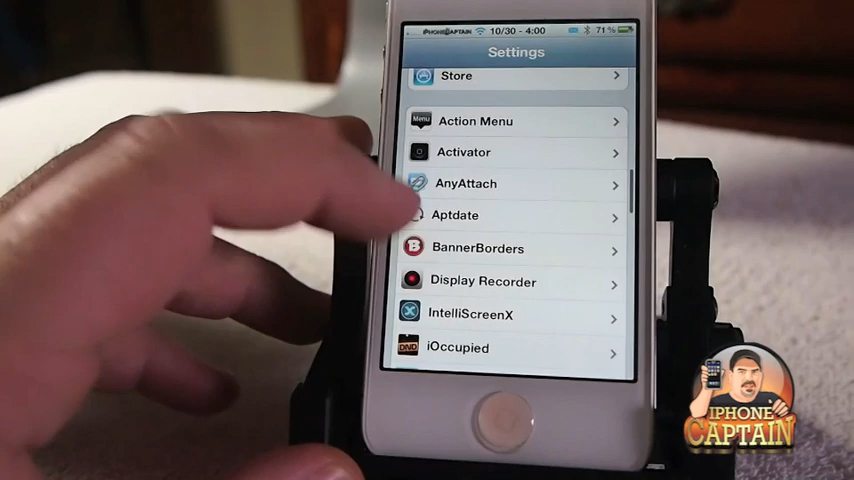 iPHONECAPTAIN 10/30 - 4:00 71%
Settings
Store
Menu Action Menu
Activator
AnyAttach
Aptdate
B BannerBorders
Display Recorder
IntelliScreenX
DND iOccupied
IPHONE
CAPTAIN